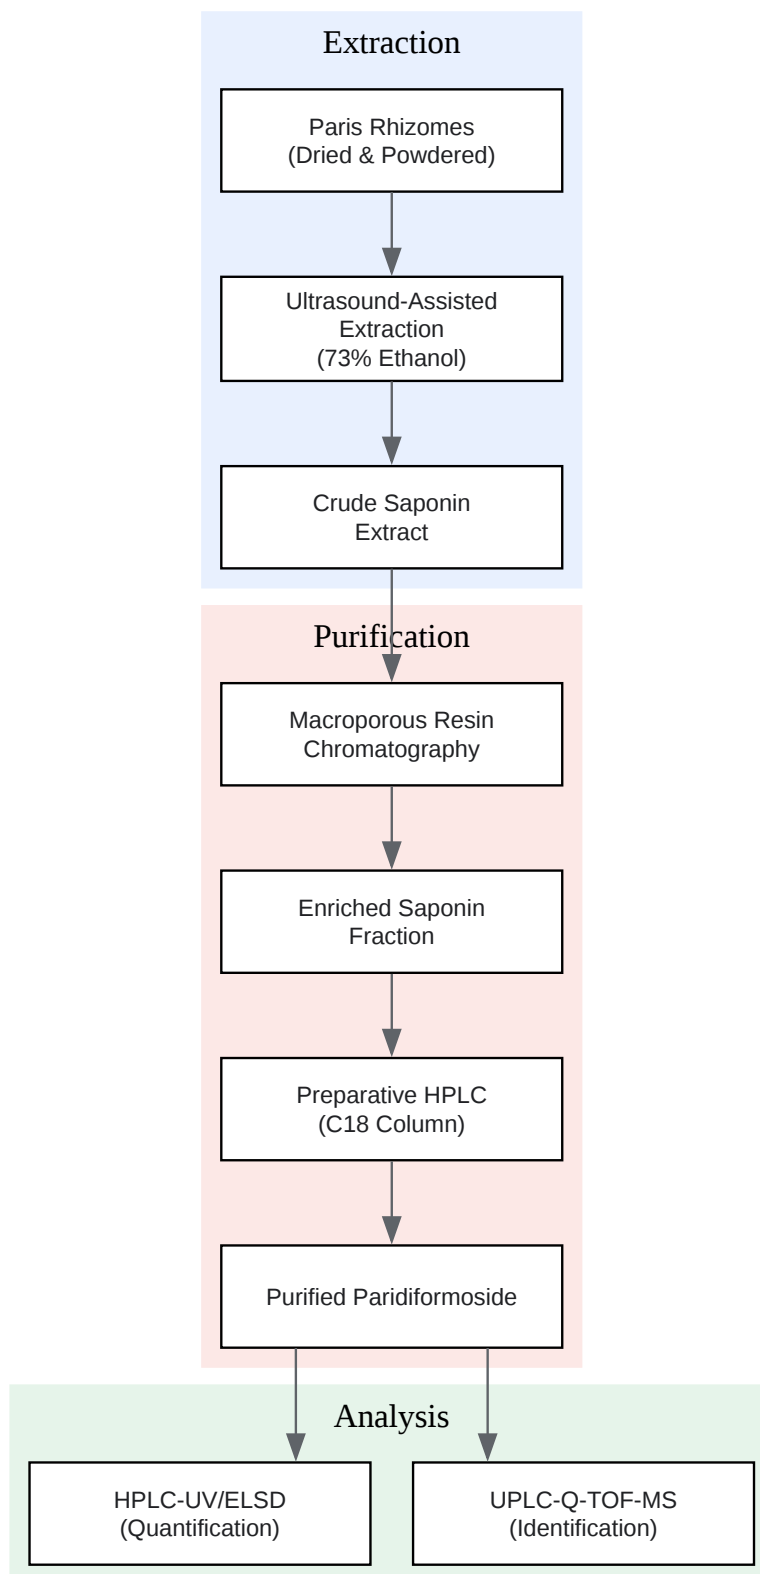 Extraction
Paris Rhizomes
(Dried & Powdered)
Ultrasound-Assisted
Extraction
(73% Ethanol)
Crude Saponin
Extract
Purification
Macroporous Resin
Chromatography
Enriched Saponin
Fraction
Preparative HPLC
(C18 Column)
Purified Paridiformoside
Analysis
HPLC-UV/ELSD
(Quantification)
UPLC-Q-TOF-MS
(Identification)